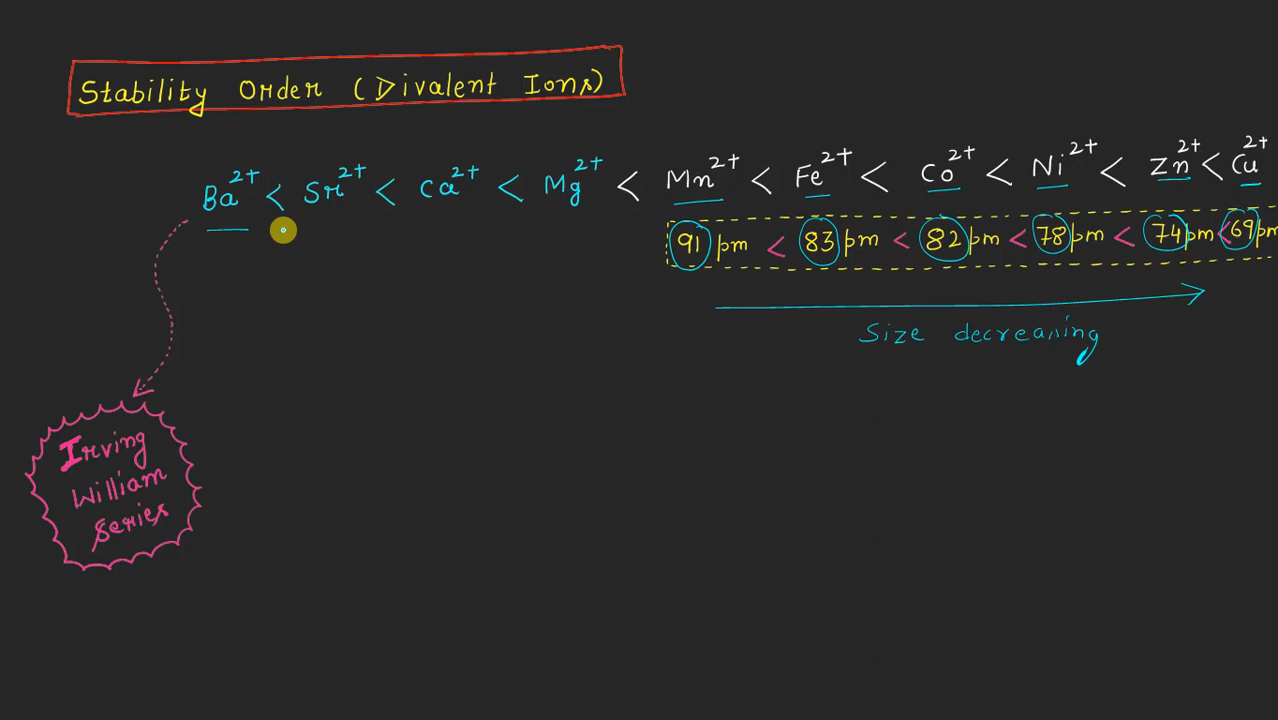 Stability Order (Divalent Ions)
Ba²⁺ < Sr²⁺ < Ca²⁺ < Mg²⁺ < Mn²⁺ < Fe²⁺ < Co²⁺ < Ni²⁺ < Zn²⁺ < Cu²⁺
91 pm < 83 pm < 82 pm < 78 pm < 74 pm < 69 pm
Size decreasing
Irving
William
Series